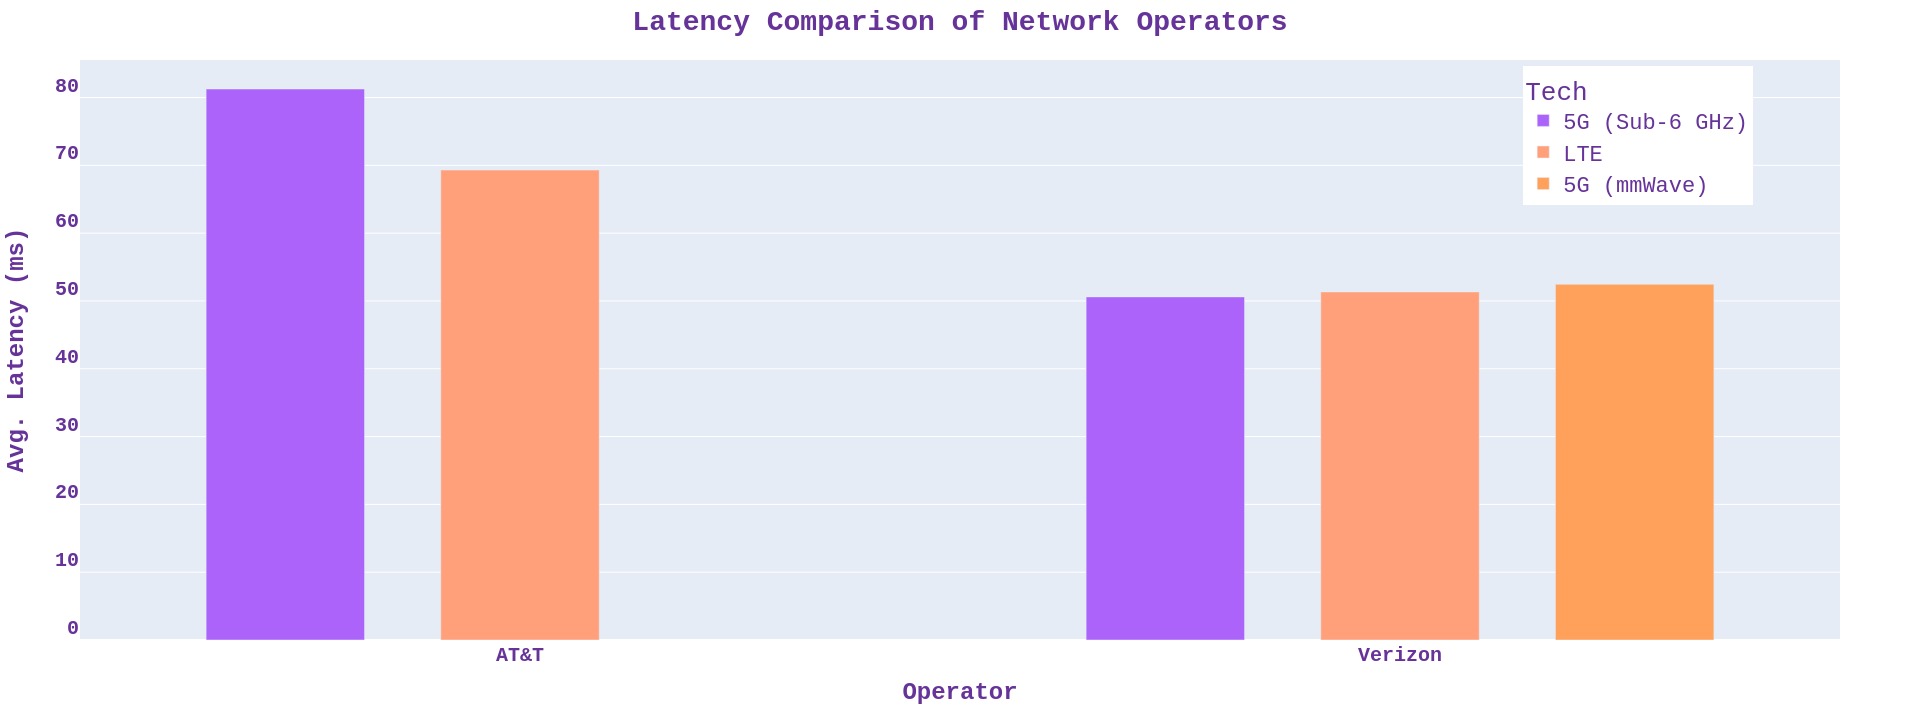 Latency Comparison of Network Operators
Tech
5G (Sub-6 GHz)
LTE
5G (mmWave)
80
70
60
50
40
30
20
10
0
Avg. Latency (ms)
AT&T
Verizon
Operator